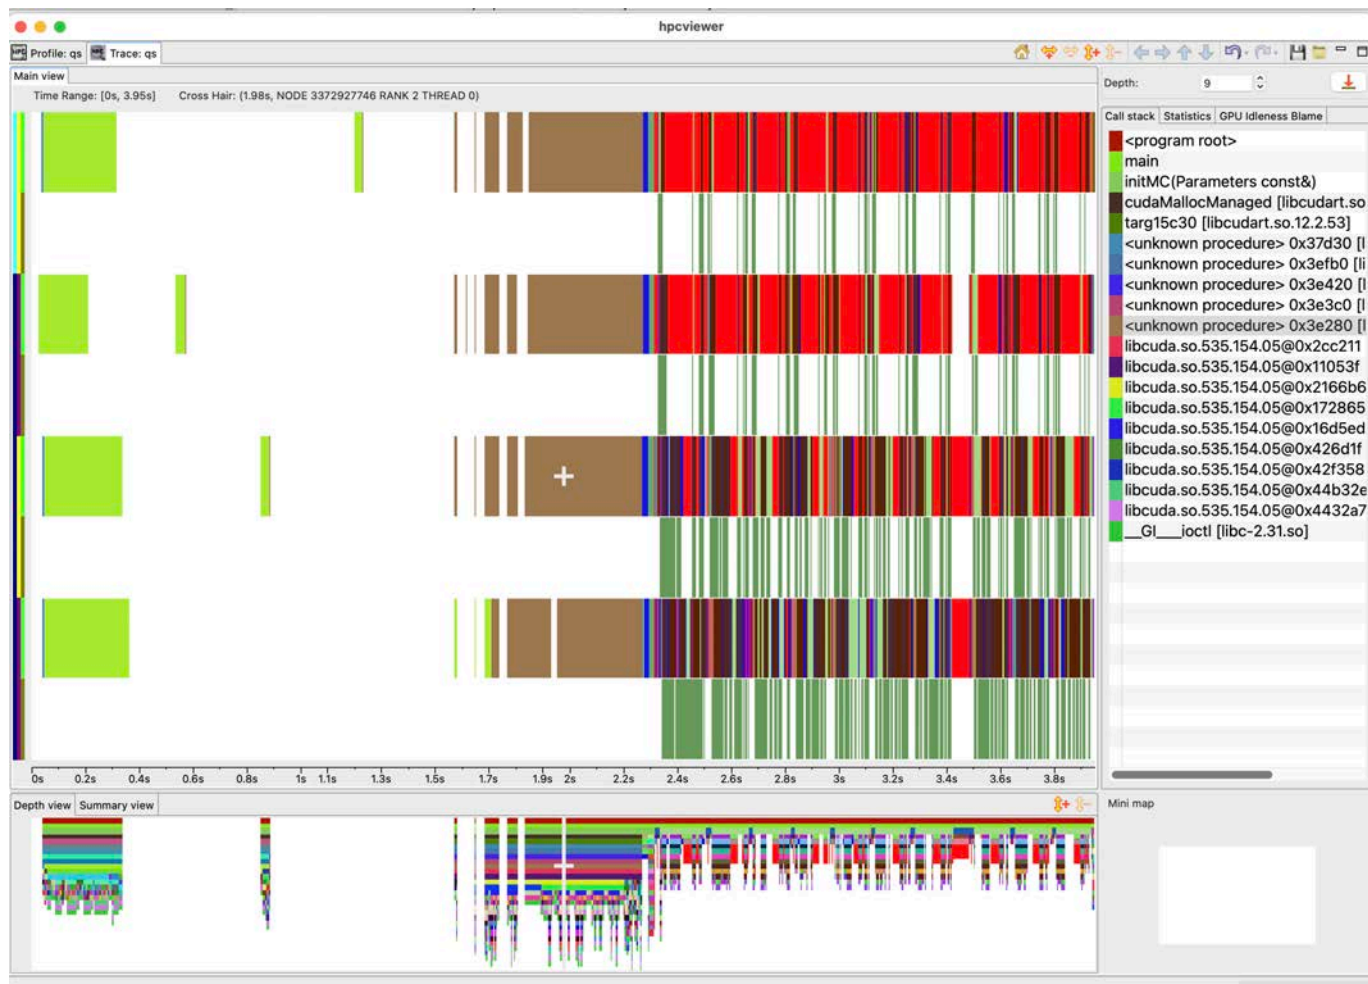 hpcviewer
Profile: qs Trace: qs
Main view
Time Range: [0s, 3.95s] Cross Hair: (1.98s, NODE 3372927746 RANK 2 THREAD 0)
0s 0.2s 0.4s 0.6s 0.8s 1s 1.1s 1.3s 1.5s 1.7s 1.9s 2s 2.2s 2.4s 2.6s 2.8s 3s 3.2s 3.4s 3.6s 3.8s
Depth view Summary view
Depth: 9
Call stack Statistics GPU Idleness Blame
<program root>
main
initMC(Parameters const&)
cudaMallocManaged [libcudart.so
targ15c30 [libcudart.so.12.2.53]
<unknown procedure> 0x37d30 [l
<unknown procedure> 0x3efb0 [li
<unknown procedure> 0x3e420 [l
<unknown procedure> 0x3e3c0 [l
<unknown procedure> 0x3e280 [l
libcuda.so.535.154.05@0x2cc211
libcuda.so.535.154.05@0x11053f
libcuda.so.535.154.05@0x2166b6
libcuda.so.535.154.05@0x172865
libcuda.so.535.154.05@0x16d5ed
libcuda.so.535.154.05@0x426d1f
libcuda.so.535.154.05@0x42f358
libcuda.so.535.154.05@0x44b32e
libcuda.so.535.154.05@0x4432a7
__GI___ioctl [libc-2.31.so]
Mini map